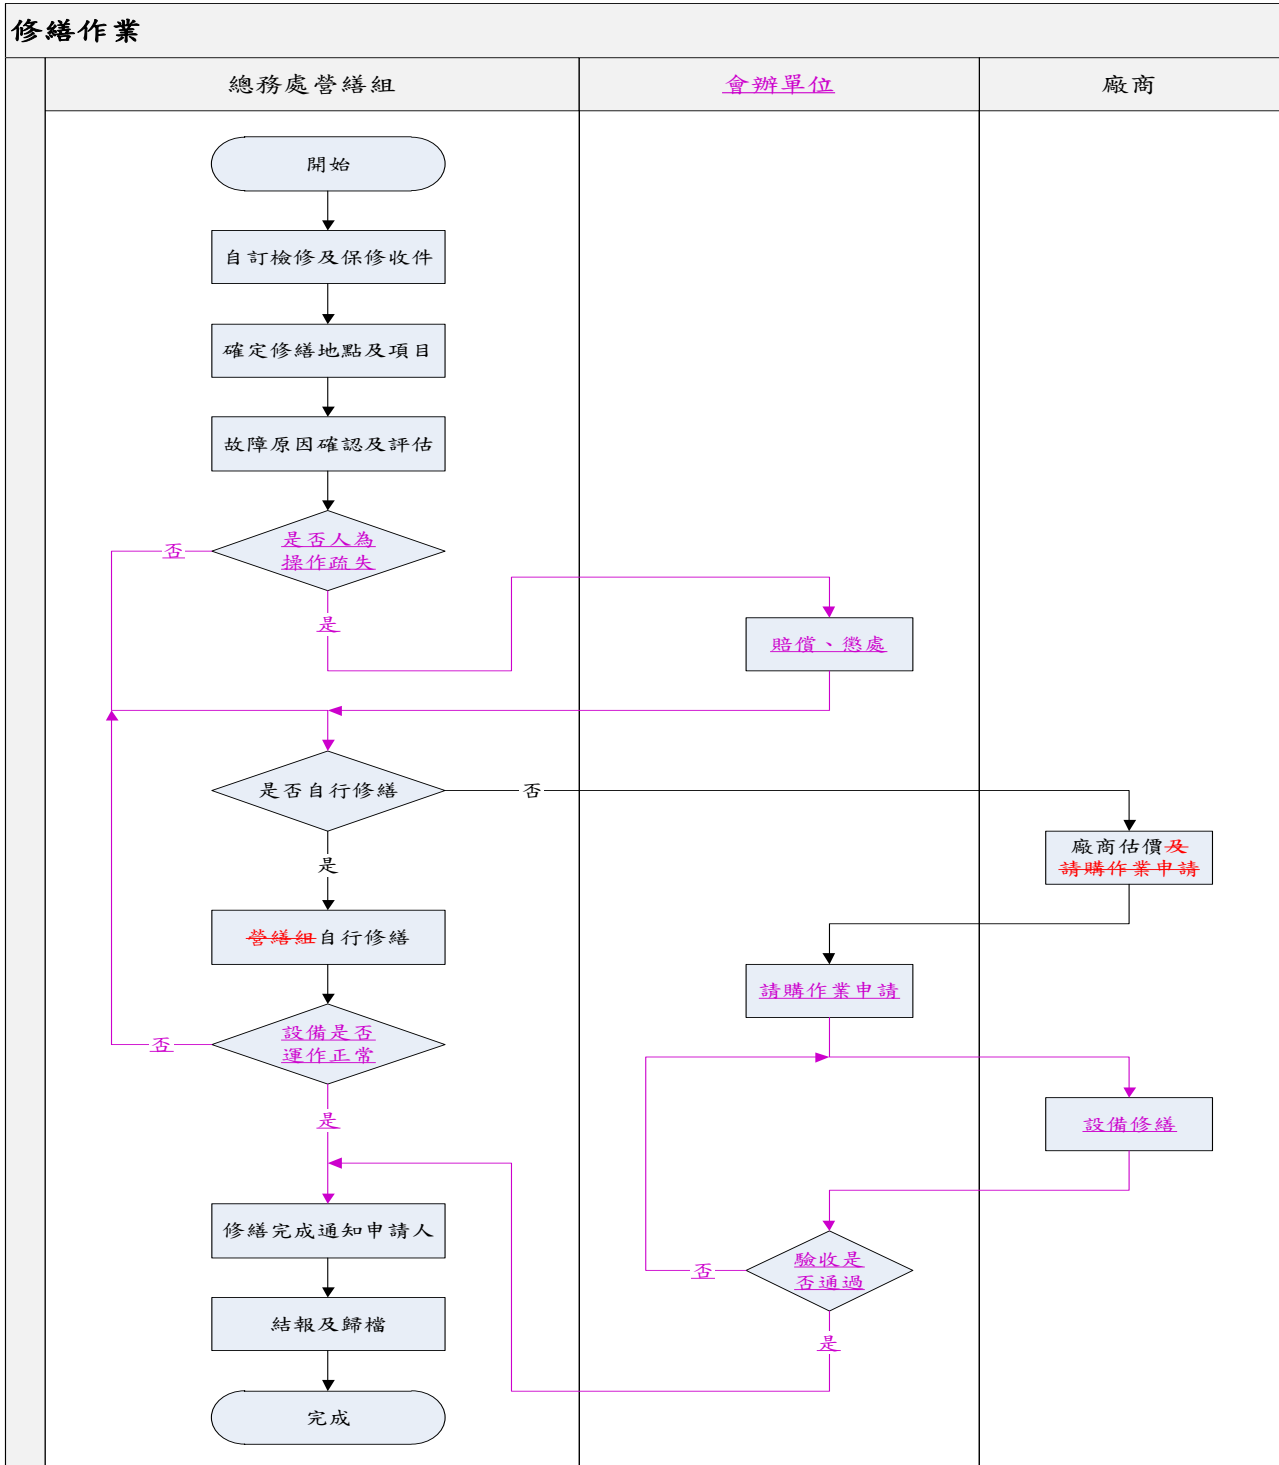 修繕作業
總務處營繕組
會辦單位
廠商
開始
自訂檢修及保修收件
確定修繕地點及項目
故障原因確認及評估
是否人為
操作疏失
否
是
賠償、懲處
是否自行修繕
否
是
廠商估價及
請購作業申請
營繕組自行修繕
請購作業申請
設備是否
運作正常
否
是
設備修繕
修繕完成通知申請人
驗收是
否通過
否
是
結報及歸檔
完成